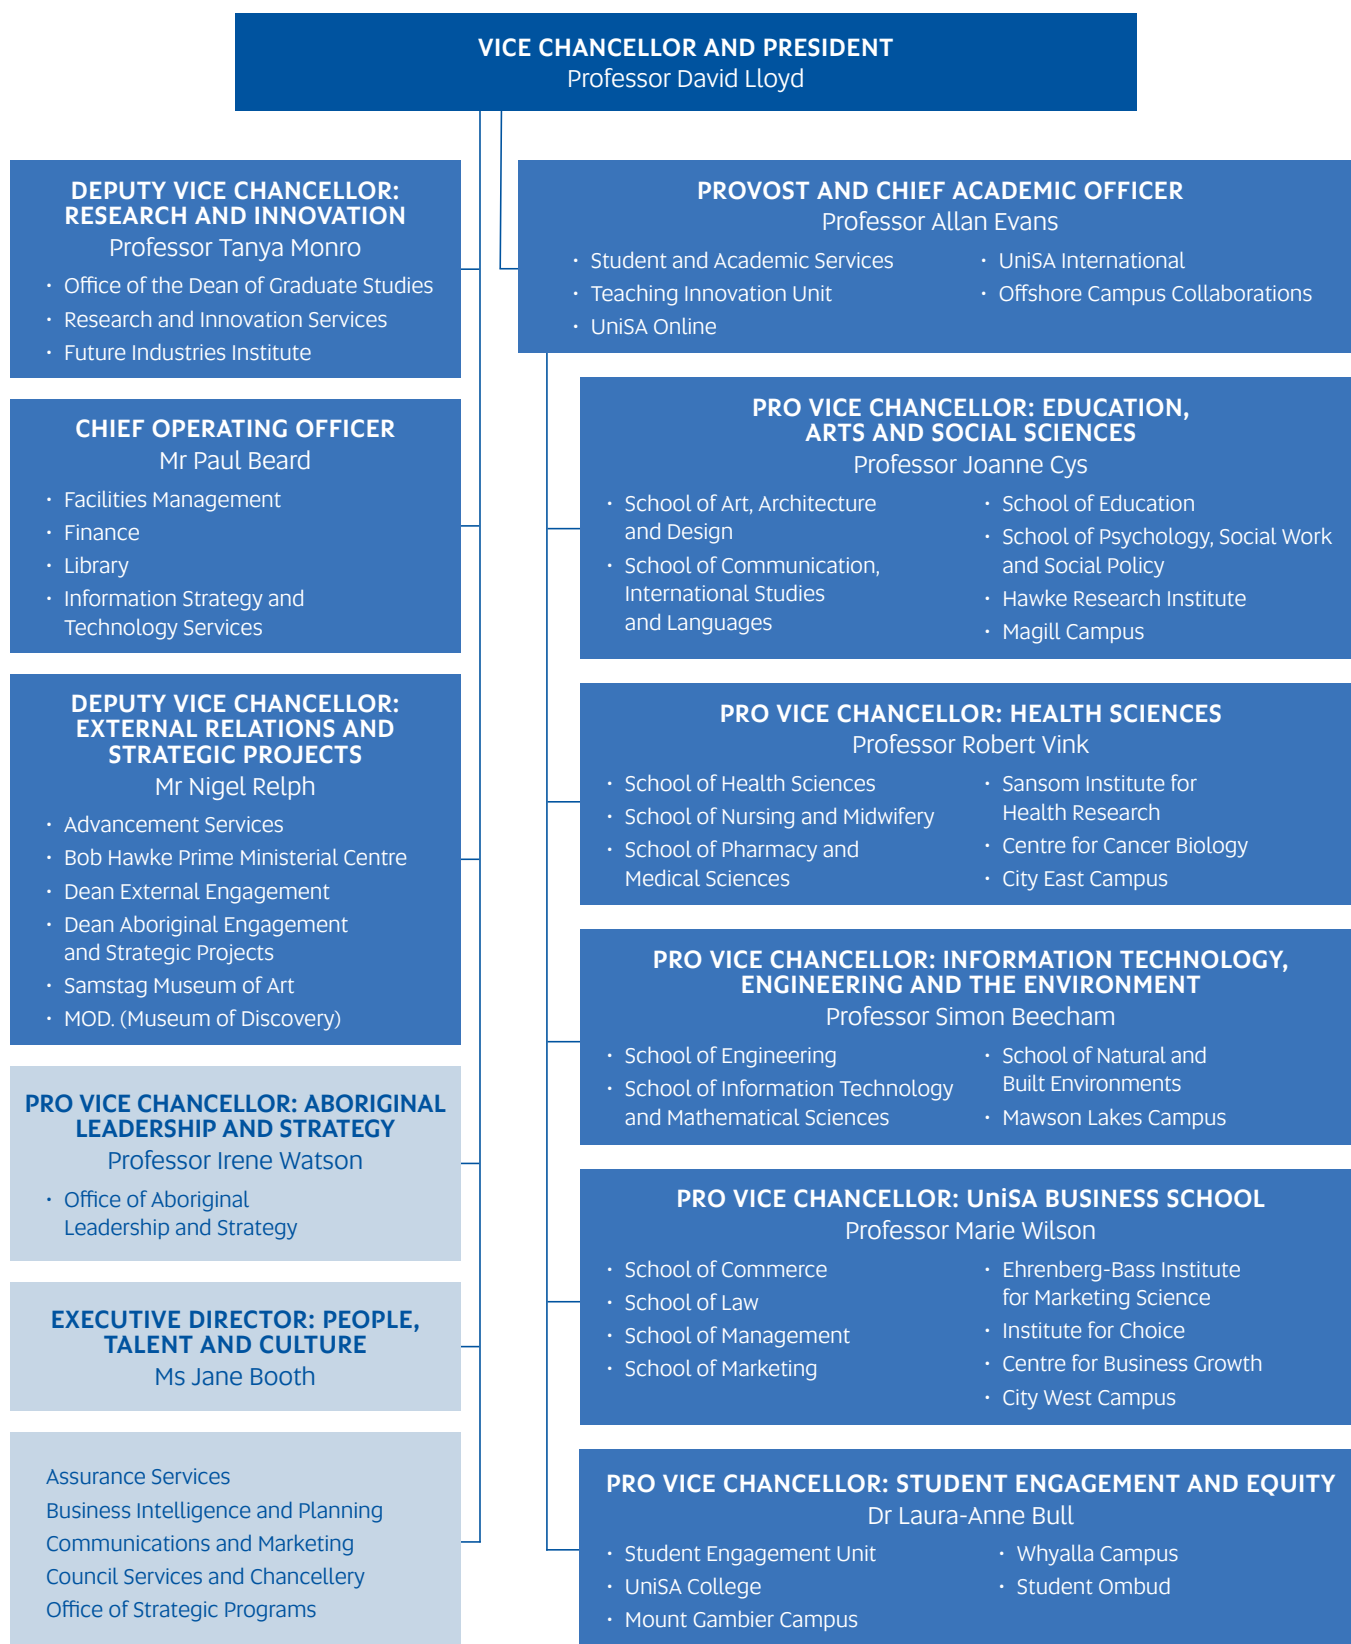 VICE CHANCELLOR AND PRESIDENT
Professor David Lloyd
DEPUTY VICE CHANCELLOR:
RESEARCH AND INNOVATION
Professor Tanya Monro
• Office of the Dean of Graduate Studies
• Research and Innovation Services
• Future Industries Institute
CHIEF OPERATING OFFICER
Mr Paul Beard
• Facilities Management
• Finance
• Library
• Information Strategy and
Technology Services
DEPUTY VICE CHANCELLOR:
EXTERNAL RELATIONS AND
STRATEGIC PROJECTS
Mr Nigel Relph
• Advancement Services
• Bob Hawke Prime Ministerial Centre
• Dean External Engagement
• Dean Aboriginal Engagement
and Strategic Projects
• Samstag Museum of Art
• MOD. (Museum of Discovery)
PRO VICE CHANCELLOR: ABORIGINAL
LEADERSHIP AND STRATEGY
Professor Irene Watson
• Office of Aboriginal
Leadership and Strategy
EXECUTIVE DIRECTOR: PEOPLE,
TALENT AND CULTURE
Ms Jane Booth
Assurance Services
Business Intelligence and Planning
Communications and Marketing
Council Services and Chancellery
Office of Strategic Programs
PROVOST AND CHIEF ACADEMIC OFFICER
Professor Allan Evans
• Student and Academic Services
• Teaching Innovation Unit
• UniSA Online
• UniSA International
• Offshore Campus Collaborations
PRO VICE CHANCELLOR: EDUCATION,
ARTS AND SOCIAL SCIENCES
Professor Joanne Cys
• School of Art, Architecture
and Design
• School of Communication,
International Studies
and Languages
• School of Education
• School of Psychology, Social Work
and Social Policy
• Hawke Research Institute
• Magill Campus
PRO VICE CHANCELLOR: HEALTH SCIENCES
Professor Robert Vink
• School of Health Sciences
• School of Nursing and Midwifery
• School of Pharmacy and
Medical Sciences
• Sansom Institute for
Health Research
• Centre for Cancer Biology
• City East Campus
PRO VICE CHANCELLOR: INFORMATION TECHNOLOGY,
ENGINEERING AND THE ENVIRONMENT
Professor Simon Beecham
• School of Engineering
• School of Information Technology
and Mathematical Sciences
• School of Natural and
Built Environments
• Mawson Lakes Campus
PRO VICE CHANCELLOR: UniSA BUSINESS SCHOOL
Professor Marie Wilson
• School of Commerce
• School of Law
• School of Management
• School of Marketing
• Ehrenberg-Bass Institute
for Marketing Science
• Institute for Choice
• Centre for Business Growth
• City West Campus
PRO VICE CHANCELLOR: STUDENT ENGAGEMENT AND EQUITY
Dr Laura-Anne Bull
• Student Engagement Unit
• UniSA College
• Mount Gambier Campus
• Whyalla Campus
• Student Ombud